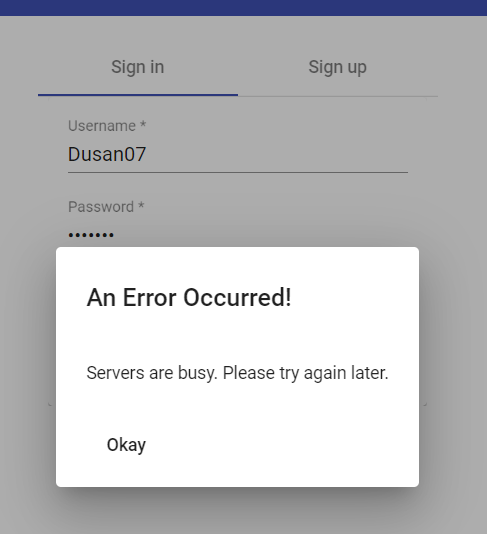 Sign in Sign up
Username *
Dusan07
Password *
•••••••
An Error Occurred!
Servers are busy. Please try again later.
Okay